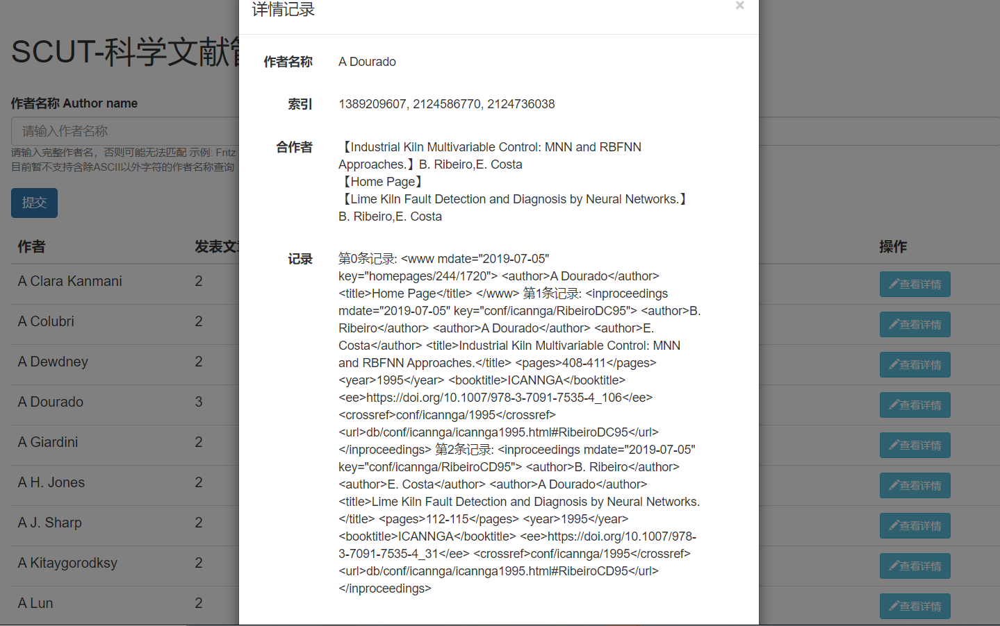 详情记录
×
SCUT-科学文献管
作者名称 A Dourado
作者名称 Author name
索引 1389209607, 2124586770, 2124736038
请输入作者名称
请输入完整作者名，否则可能无法匹配 示例: Fritz
目前暂不支持含除ASCII以外字符的作者名称查询
提交
合作者 【Industrial Kiln Multivariable Control: MNN and RBFNN
Approaches.】B. Ribeiro,E. Costa
【Home Page】
【Lime Kiln Fault Detection and Diagnosis by Neural Networks.】
B. Ribeiro,E. Costa
记录 第0条记录: <www mdate="2019-07-05"
key="homepages/244/1720"> <author>A Dourado</author>
<title>Home Page</title> </www> 第1条记录: <inproceedings
mdate="2019-07-05" key="conf/icannga/RibeiroDC95"> <author>B.
Ribeiro</author> <author>A Dourado</author> <author>E.
Costa</author> <title>Industrial Kiln Multivariable Control: MNN
and RBFNN Approaches.</title> <pages>408-411</pages>
<year>1995</year> <booktitle>ICANNGA</booktitle>
<ee>https://doi.org/10.1007/978-3-7091-7535-4_106</ee>
<crossref>conf/icannga/1995</crossref>
<url>db/conf/icannga/icannga1995.html#RibeiroDC95</url>
</inproceedings> 第2条记录: <inproceedings mdate="2019-07-05"
key="conf/icannga/RibeiroCD95"> <author>B. Ribeiro</author>
<author>E. Costa</author> <author>A Dourado</author>
<title>Lime Kiln Fault Detection and Diagnosis by Neural Networks.
</title> <pages>112-115</pages> <year>1995</year>
<booktitle>ICANNGA</booktitle> <ee>https://doi.org/10.1007/978-
3-7091-7535-4_31</ee> <crossref>conf/icannga/1995</crossref>
<url>db/conf/icannga/icannga1995.html#RibeiroCD95</url>
</inproceedings>
作者 发表文章 操作
A Clara Kanmani 2 查看详情
A Colubri 2 查看详情
A Dewdney 2 查看详情
A Dourado 3 查看详情
A Giardini 2 查看详情
A H. Jones 2 查看详情
A J. Sharp 2 查看详情
A Kitaygorodksy 2 查看详情
A Lun 2 查看详情